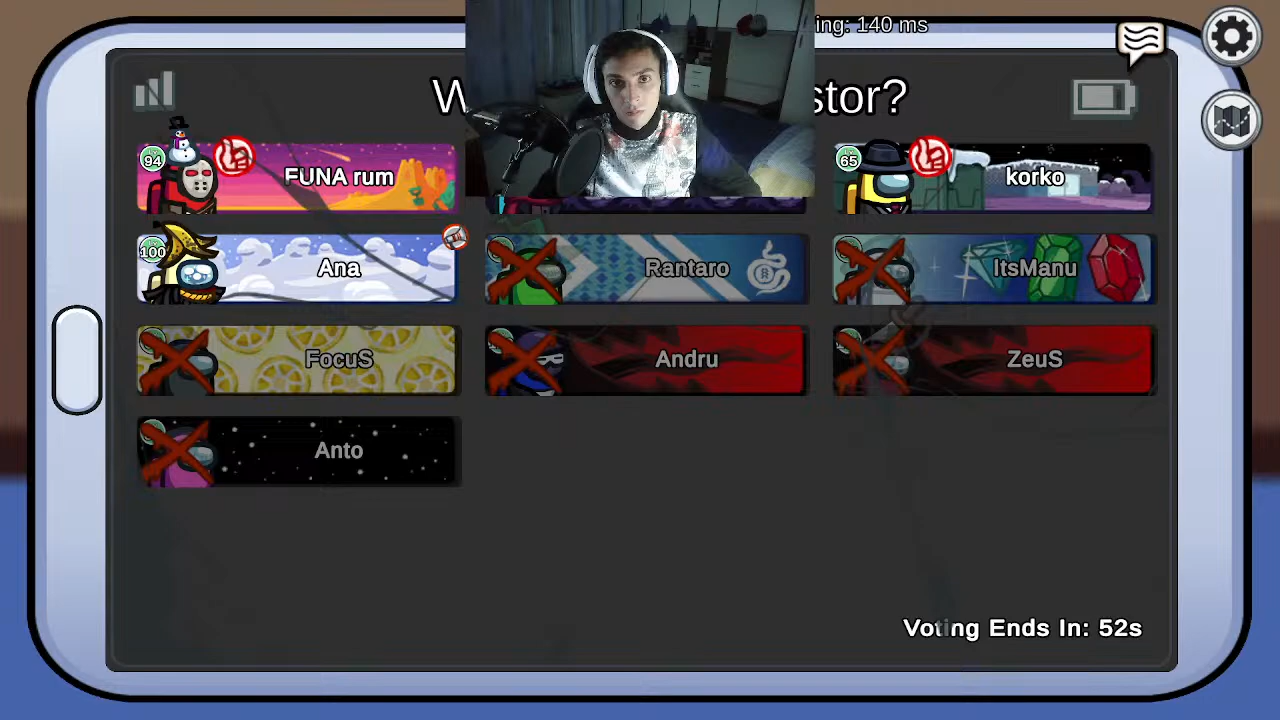 ing: 140 ms
W stor?
94 FUNA rum
65 korko
100 Ana
Rantaro
ItsManu
FocuS
Andru
ZeuS
Anto
Voting Ends In: 52s